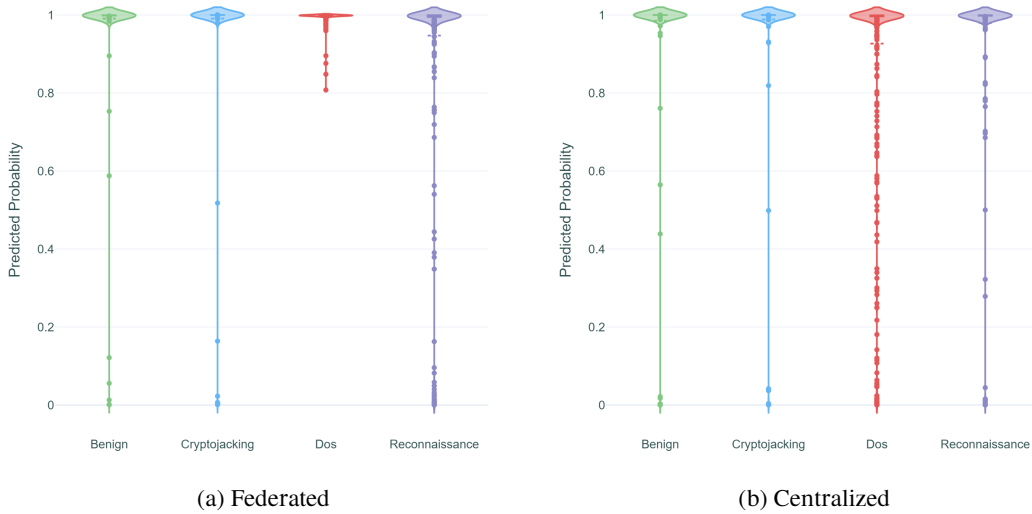 1
0.8
0.6
0.4
0.2
0
Predicted Probability
Benign
Cryptojacking
Dos
Reconnaissance
(a) Federated
1
0.8
0.6
0.4
0.2
0
Predicted Probability
Benign
Cryptojacking
Dos
Reconnaissance
(b) Centralized